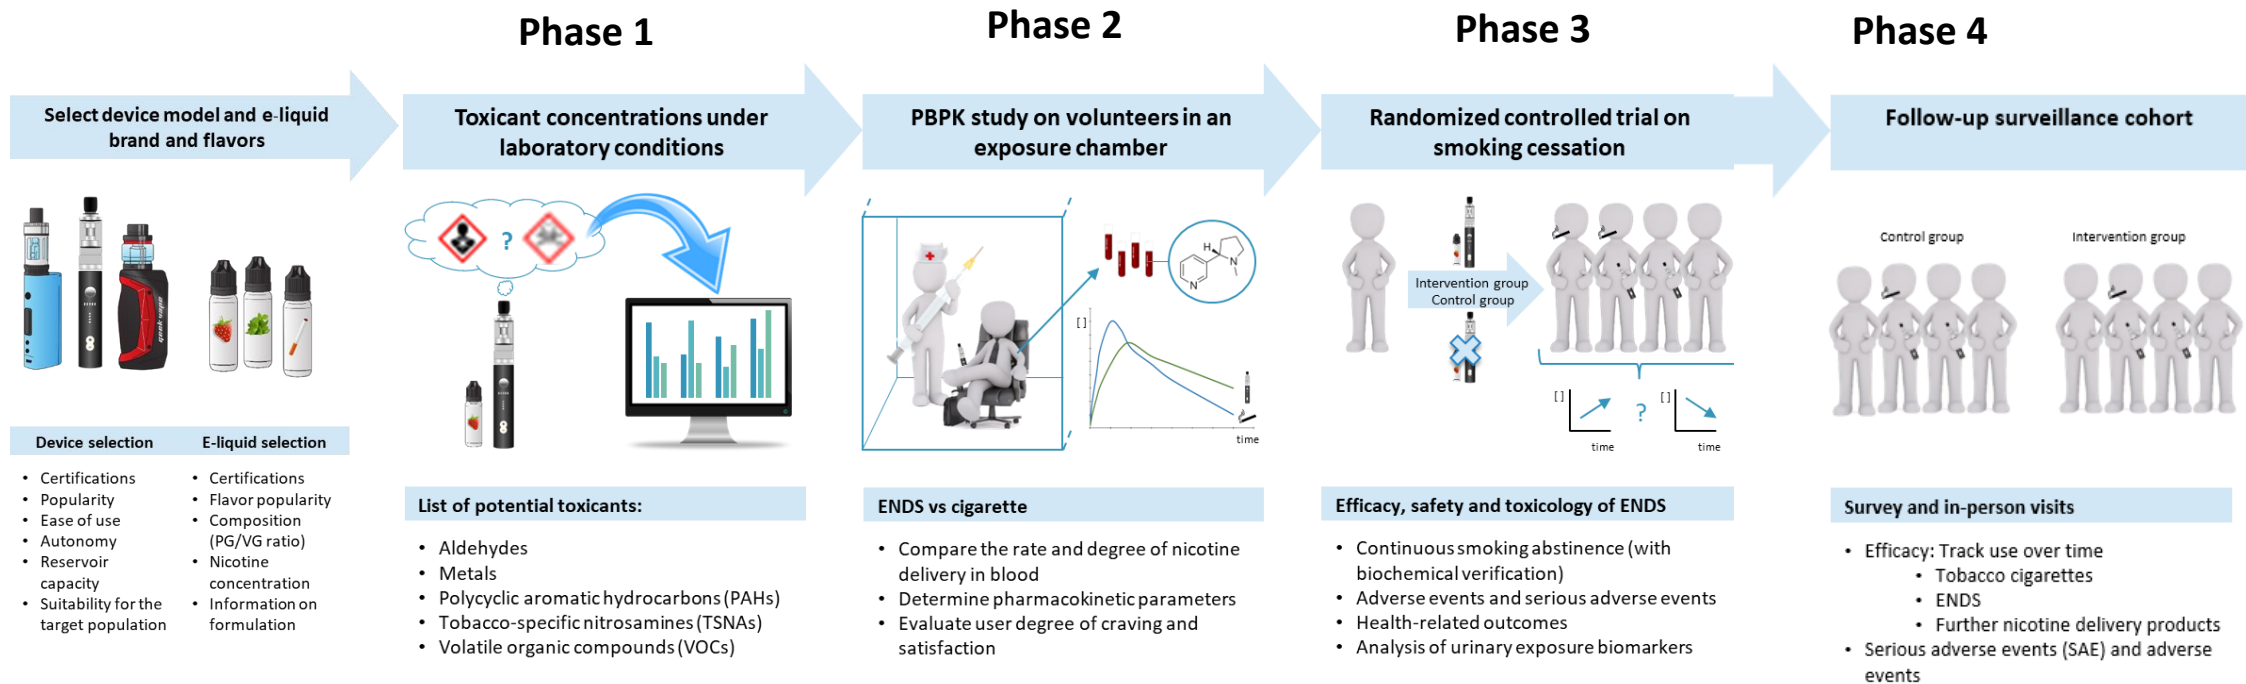 Phase 1
Phase 2
Phase 3
Phase 4
Select device model and e-liquid
brand and flavors
Toxicant concentrations under
laboratory conditions
PBPK study on volunteers in an
exposure chamber
Randomized controlled trial on
smoking cessation
Follow-up surveillance cohort
Device selection
• Certifications
• Popularity
• Ease of use
• Autonomy
• Reservoir
capacity
• Suitability for the
target population
E-liquid selection
• Certifications
• Flavor popularity
• Composition
(PG/VG ratio)
• Nicotine
concentration
• Information on
formulation
?
List of potential toxicants:
• Aldehydes
• Metals
• Polycyclic aromatic hydrocarbons (PAHs)
• Tobacco-specific nitrosamines (TSNAs)
• Volatile organic compounds (VOCs)
H
N
N
[ ]
time
ENDS vs cigarette
• Compare the rate and degree of nicotine
delivery in blood
• Determine pharmacokinetic parameters
• Evaluate user degree of craving and
satisfaction
Intervention group
Control group
[ ]
time
?
[ ]
time
Efficacy, safety and toxicology of ENDS
• Continuous smoking abstinence (with
biochemical verification)
• Adverse events and serious adverse events
• Health-related outcomes
• Analysis of urinary exposure biomarkers
Control group
Intervention group
Survey and in-person visits
• Efficacy: Track use over time
• Tobacco cigarettes
• ENDS
• Further nicotine delivery products
• Serious adverse events (SAE) and adverse
events